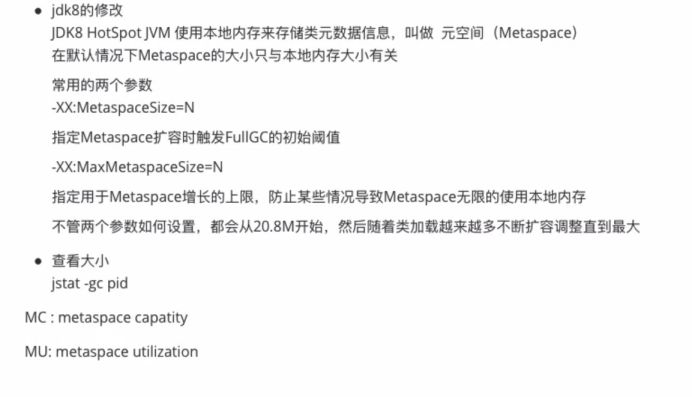 ● jdk8的修改
JDK8 HotSpot JVM 使用本地内存来存储类元数据信息，叫做 元空间（Metaspace）
在默认情况下Metaspace的大小只与本地内存大小有关
常用的两个参数
-XX:MetaspaceSize=N
指定Metaspace扩容时触发FullGC的初始阈值
-XX:MaxMetaspaceSize=N
指定用于Metaspace增长的上限，防止某些情况导致Metaspace无限的使用本地内存
不管两个参数如何设置，都会从20.8M开始，然后随着类加载越来越多不断扩容调整直到最大
● 查看大小
jstat -gc pid
MC : metaspace capatity
MU: metaspace utilization